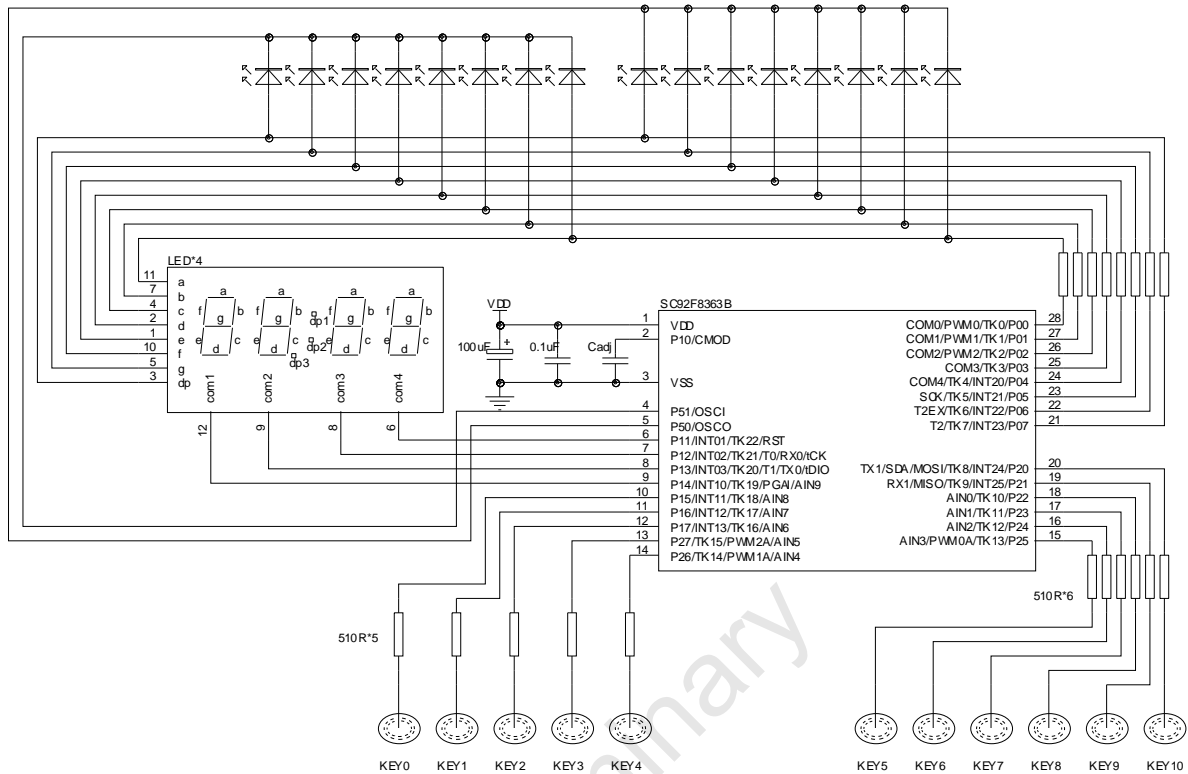 LED*4
11 a
7 b
4 c
2 d
1 e
10 f
5 g
3 dp
a a a a
f b f b f b f b
g g g g
e c e c e c e c
d d d d
dp1
dp2
dp3
com1
com2
com3
com4
12
9
8
6
VDD
100uF
+
0.1uF
Cadj
SC92F8363B
1 VDD
2 P10/CMOD
3 VSS
4 P51/OSCI
5 P50/OSCO
6 P11/INT01/TK22/RST
7 P12/INT02/TK21/T0/RX0/tCK
8 P13/INT03/TK20/T1/TX0/tDIO
9 P14/INT10/TK19/PGAI/AIN9
10 P15/INT11/TK18/AIN8
11 P16/INT12/TK17/AIN7
12 P17/INT13/TK16/AIN6
13 P27/TK15/PWM2A/AIN5
14 P26/TK14/PWM1A/AIN4
COM0/PWM0/TK0/P00 28
COM1/PWM1/TK1/P01 27
COM2/PWM2/TK2/P02 26
COM3/TK3/P03 25
COM4/TK4/INT20/P04 24
SCK/TK5/INT21/P05 23
T2EX/TK6/INT22/P06 22
T2/TK7/INT23/P07 21
TX1/SDA/MOSI/TK8/INT24/P20 20
RX1/MISO/TK9/INT25/P21 19
AIN0/TK10/P22 18
AIN1/TK11/P23 17
AIN2/TK12/P24 16
AIN3/PWM0A/TK13/P25 15
510R*5
510R*6
KEY0 KEY1 KEY2 KEY3 KEY4 KEY5 KEY6 KEY7 KEY8 KEY9 KEY10